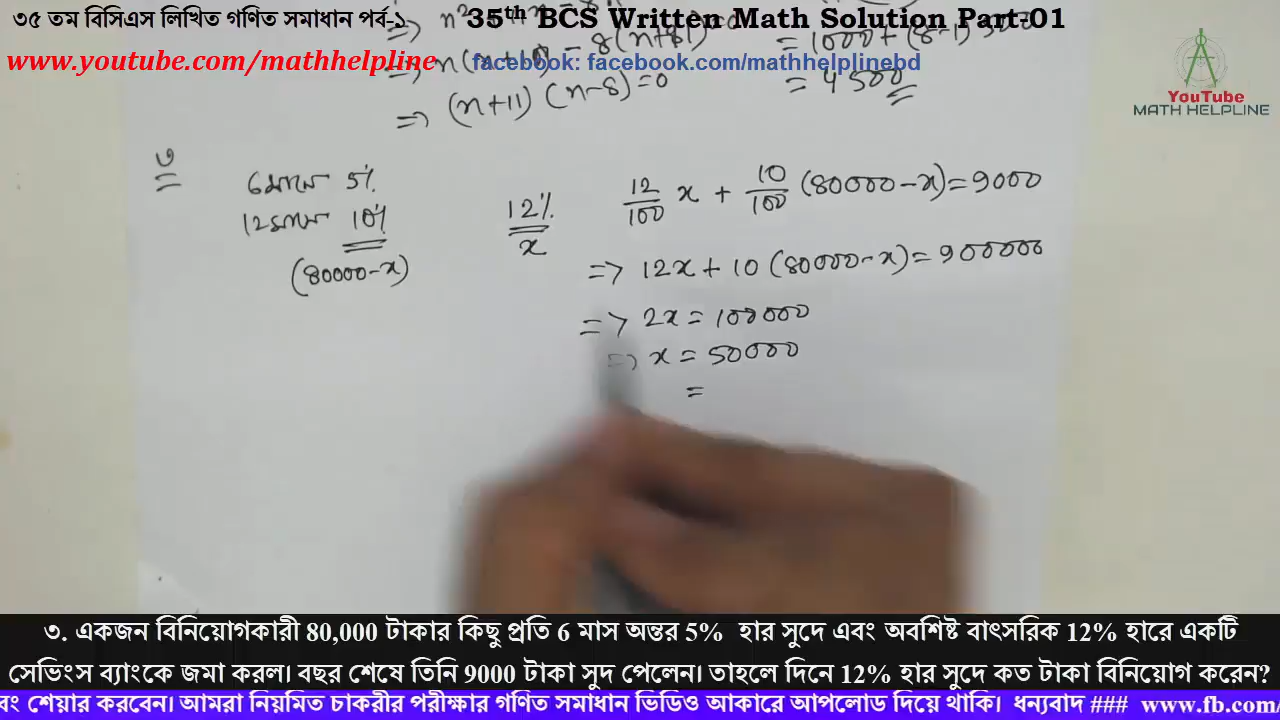 ৩৫ তম বিসিএস লিখিত গণিত সমাধান পর্ব-১
35th BCS Written Math Solution Part-01
www.youtube.com/mathhelpline
facebook: facebook.com/mathhelplinebd
YouTube
MATH HELPLINE
=> (n+11) (n-8)=0
= 4500
৩
6মাসে 5%
12মাসে 10%
(80000-x)
12%
x
12/100 x + 10/100 (80000-x)=9000
=> 12x + 10 (80000-x)=900000
=> 2x = 100000
=> x = 50000
=
৩. একজন বিনিয়োগকারী 80,000 টাকার কিছু প্রতি 6 মাস অন্তর 5% হার সুদে এবং অবশিষ্ট বাৎসরিক 12% হারে একটি
সেভিংস ব্যাংকে জমা করল। বছর শেষে তিনি 9000 টাকা সুদ পেলেন। তাহলে দিনে 12% হার সুদে কত টাকা বিনিয়োগ করেন?
বং শেয়ার করবেন। আমরা নিয়মিত চাকরীর পরীক্ষার গণিত সমাধান ভিডিও আকারে আপলোড দিয়ে থাকি। ধন্যবাদ ### www.fb.com/